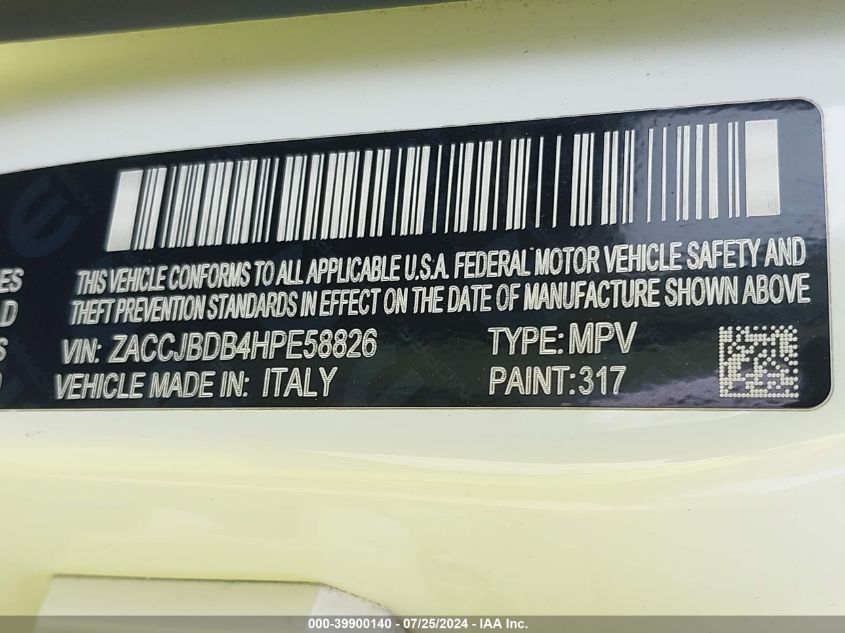 ES
THIS VEHICLE CONFORMS TO ALL APPLICABLE U.S.A. FEDERAL MOTOR VEHICLE SAFETY AND
LD
THEFT PREVENTION STANDARDS IN EFFECT ON THE DATE OF MANUFACTURE SHOWN ABOVE
S
VIN: ZACCJBDB4HPE58826 TYPE: MPV
VEHICLE MADE IN: ITALY PAINT: 317
000-39900140 / 07/25/2024 - IAA Inc.